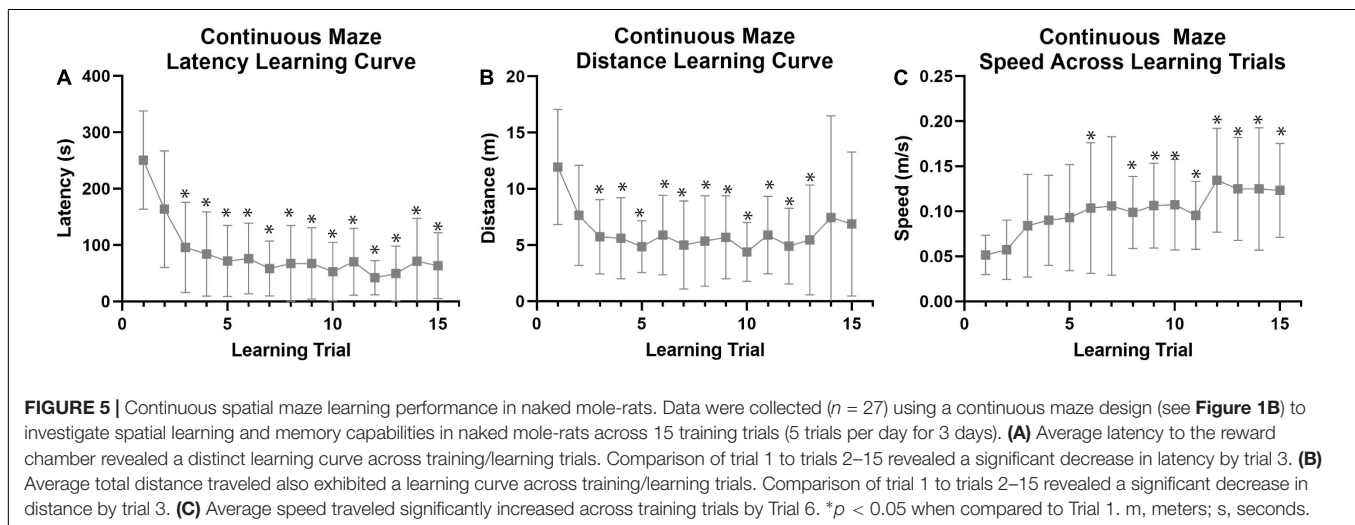 Continuous Maze
Latency Learning Curve
A
400
300
200
100
0
Latency (s)
* * * * * * * * * * * * *
0 5 10 15
Learning Trial
Continuous Maze
Distance Learning Curve
B
20
15
10
5
0
Distance (m)
* * * * * * * * * * *
0 5 10 15
Learning Trial
Continuous Maze
Speed Across Learning Trials
C
0.25
0.20
0.15
0.10
0.05
0.00
Speed (m/s)
* * * * * * * * *
0 5 10 15
Learning Trial
FIGURE 5 | Continuous spatial maze learning performance in naked mole-rats. Data were collected (n = 27) using a continuous maze design (see Figure 1B) to
investigate spatial learning and memory capabilities in naked mole-rats across 15 training trials (5 trials per day for 3 days). (A) Average latency to the reward
chamber revealed a distinct learning curve across training/learning trials. Comparison of trial 1 to trials 2–15 revealed a significant decrease in latency by trial 3. (B)
Average total distance traveled also exhibited a learning curve across training/learning trials. Comparison of trial 1 to trials 2–15 revealed a significant decrease in
distance by trial 3. (C) Average speed traveled significantly increased across training trials by Trial 6. *p < 0.05 when compared to Trial 1. m, meters; s, seconds.